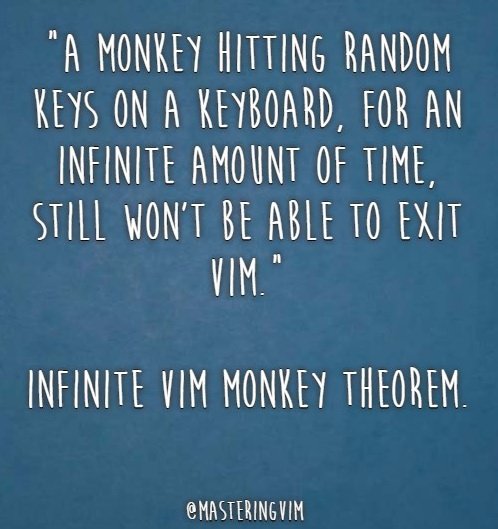 "A MONKEY HITTING RANDOM
KEYS ON A KEYBOARD, FOR AN
INFINITE AMOUNT OF TIME,
STILL WON'T BE ABLE TO EXIT
VIM."
INFINITE VIM MONKEY THEOREM.
@MASTERINGVIM